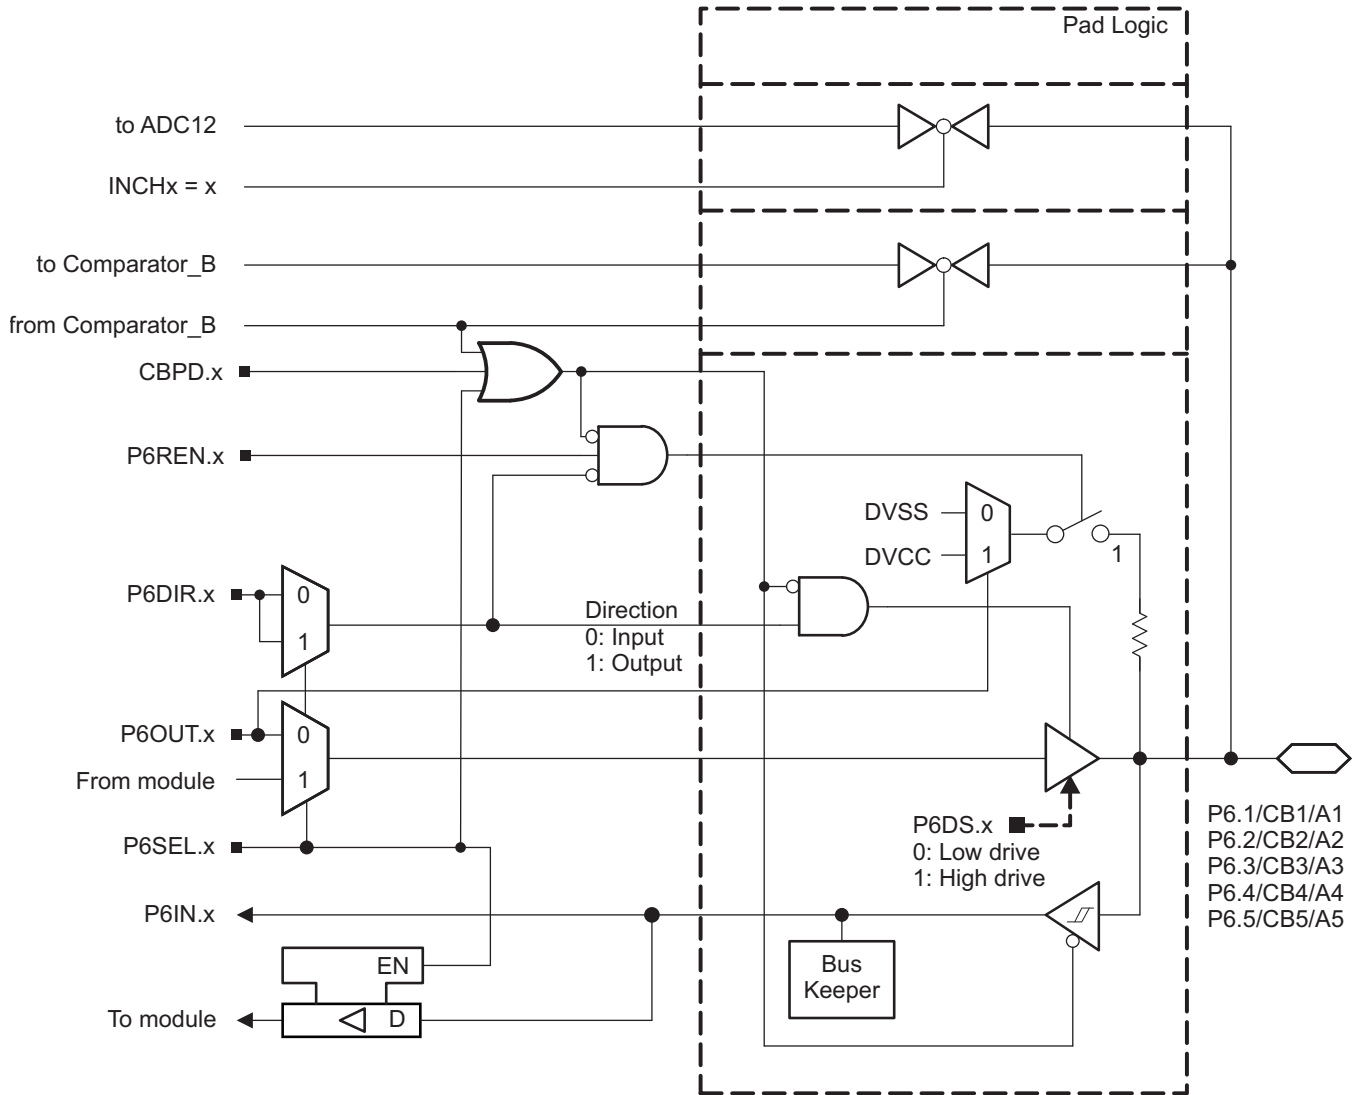 Pad Logic
to ADC12
INCHx = x
to Comparator_B
from Comparator_B
CBPD.x
P6REN.x
DVSS
0
DVCC
1
1
P6DIR.x
0
1
Direction
0: Input
1: Output
P6OUT.x
0
From module
1
P6SEL.x
P6DS.x
0: Low drive
1: High drive
P6.1/CB1/A1
P6.2/CB2/A2
P6.3/CB3/A3
P6.4/CB4/A4
P6.5/CB5/A5
P6IN.x
EN
Bus
Keeper
To module
D